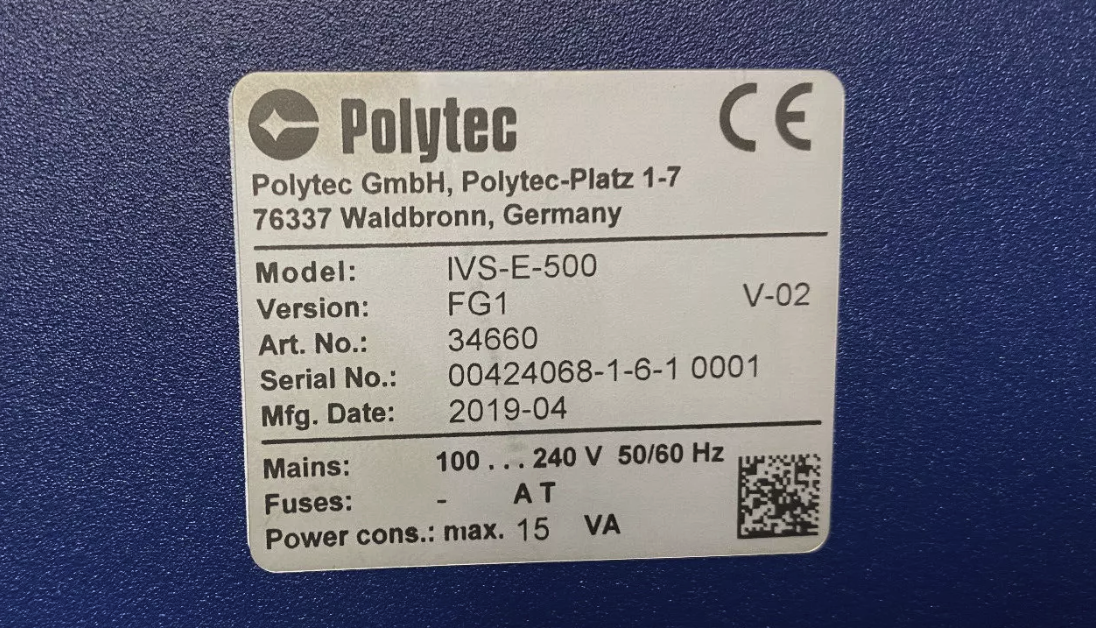 Polytec CE
Polytec GmbH, Polytec-Platz 1-7
76337 Waldbronn, Germany
Model: IVS-E-500
Version: FG1 V-02
Art. No.: 34660
Serial No.: 00424068-1-6-1 0001
Mfg. Date: 2019-04
Mains: 100 . . . 240 V 50/60 Hz
Fuses: - A T
Power cons.: max. 15 VA